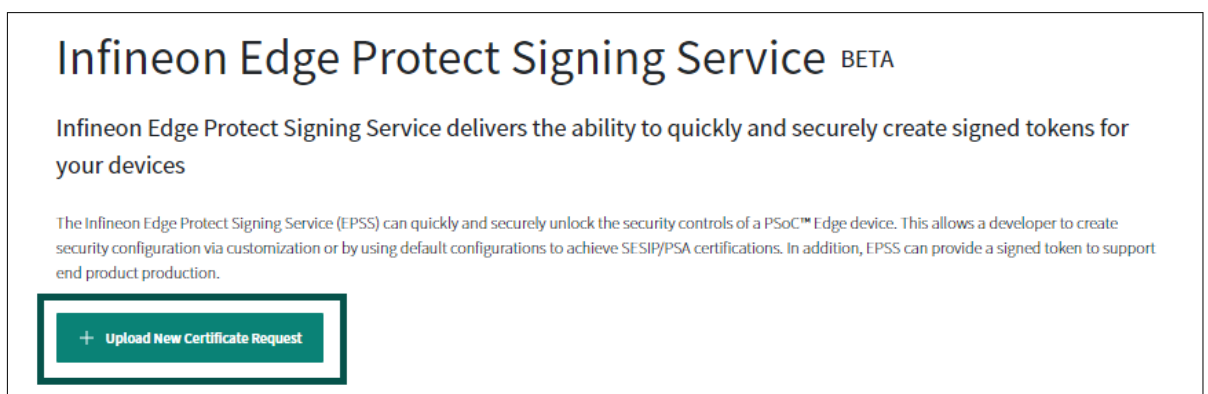 Infineon Edge Protect Signing Service BETA
Infineon Edge Protect Signing Service delivers the ability to quickly and securely create signed tokens for
your devices
The Infineon Edge Protect Signing Service (EPSS) can quickly and securely unlock the security controls of a PSoC™ Edge device. This allows a developer to create
security configuration via customization or by using default configurations to achieve SESIP/PSA certifications. In addition, EPSS can provide a signed token to support
end product production.
+ Upload New Certificate Request